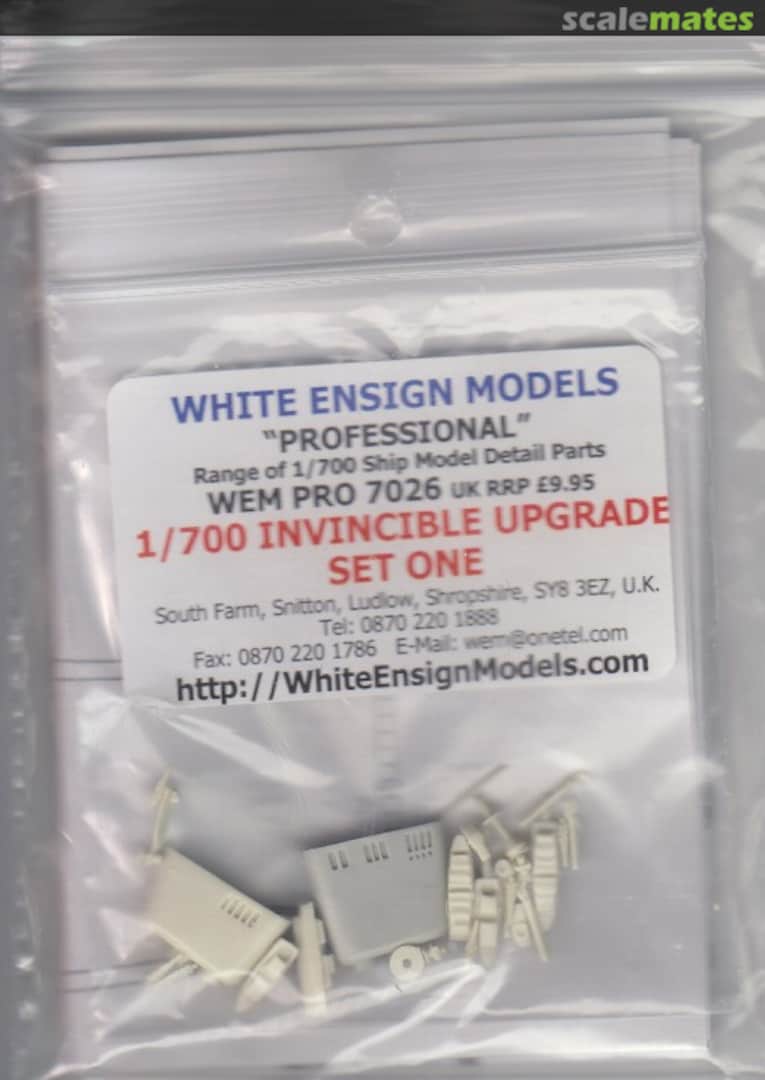 scalemates
WHITE ENSIGN MODELS
“PROFESSIONAL”
Range of 1/700 Ship Model Detail Parts
WEM PRO 7026 UK RRP £9.95
1/700 INVINCIBLE UPGRADE
SET ONE
South Farm, Snitton, Ludlow, Shropshire, SY8 3EZ, U.K.
Tel: 0870 220 1888
Fax: 0870 220 1786 E-Mail: wem@onetel.com
http://WhiteEnsignModels.com